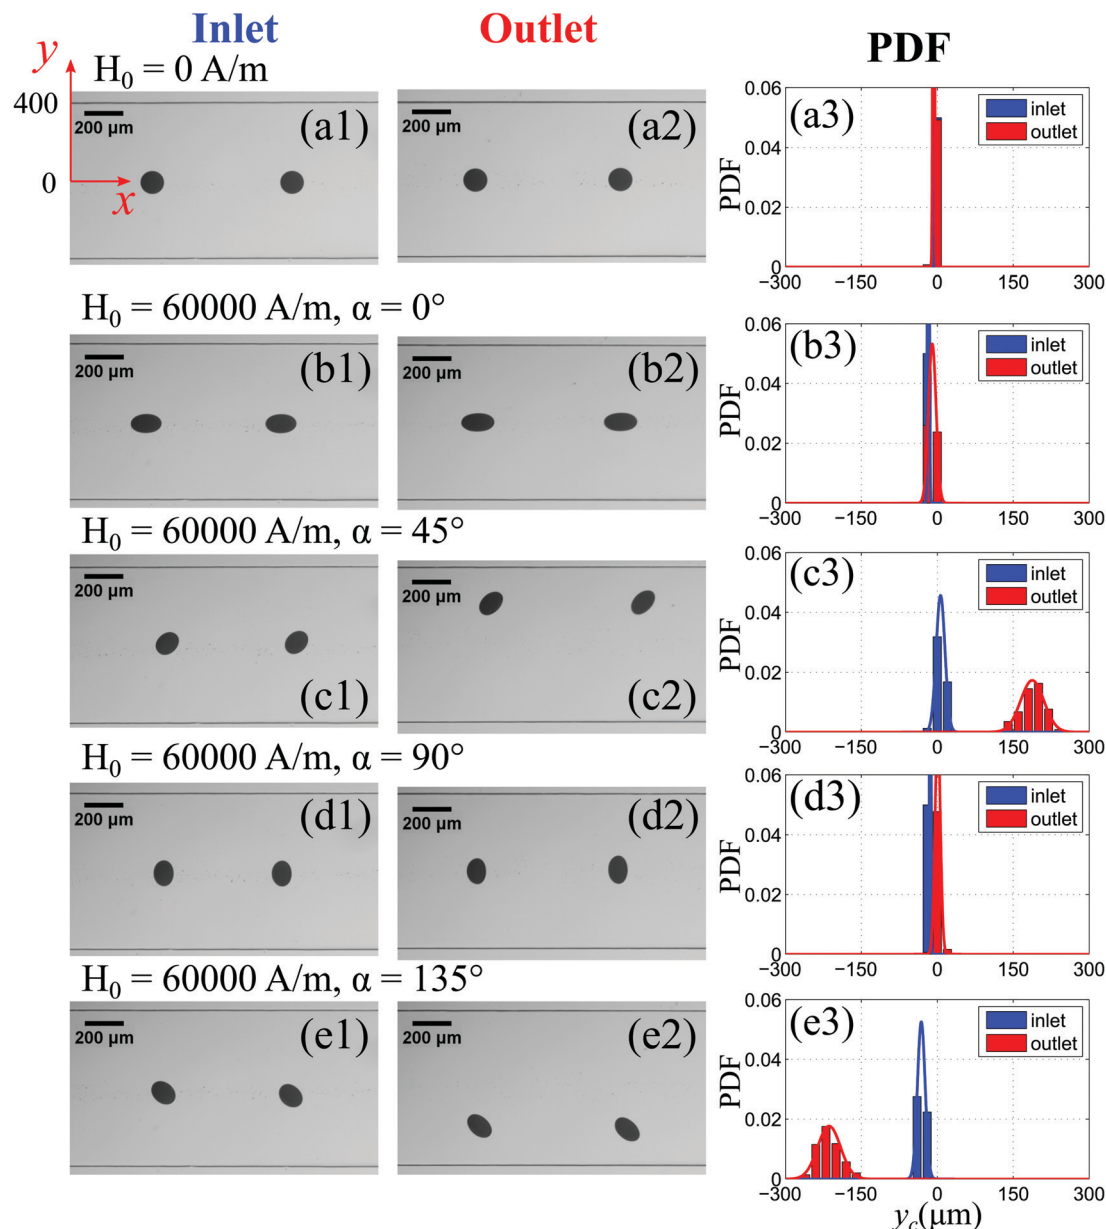 Inlet Outlet PDF
y
H₀ = 0 A/m
400
0
x
200 µm
(a1)
200 µm
(a2)
(a3)
PDF
0.06
0.04
0.02
0
−300 −150 0 150 300
inlet
outlet
H₀ = 60000 A/m, α = 0°
200 µm
(b1)
200 µm
(b2)
(b3)
PDF
0.06
0.04
0.02
0
−300 −150 0 150 300
inlet
outlet
H₀ = 60000 A/m, α = 45°
200 µm
(c1)
200 µm
(c2)
(c3)
PDF
0.06
0.04
0.02
0
−300 −150 0 150 300
inlet
outlet
H₀ = 60000 A/m, α = 90°
200 µm
(d1)
200 µm
(d2)
(d3)
PDF
0.06
0.04
0.02
0
−300 −150 0 150 300
inlet
outlet
H₀ = 60000 A/m, α = 135°
200 µm
(e1)
200 µm
(e2)
(e3)
PDF
0.06
0.04
0.02
0
−300 −150 0 150 300
inlet
outlet
y_c(µm)